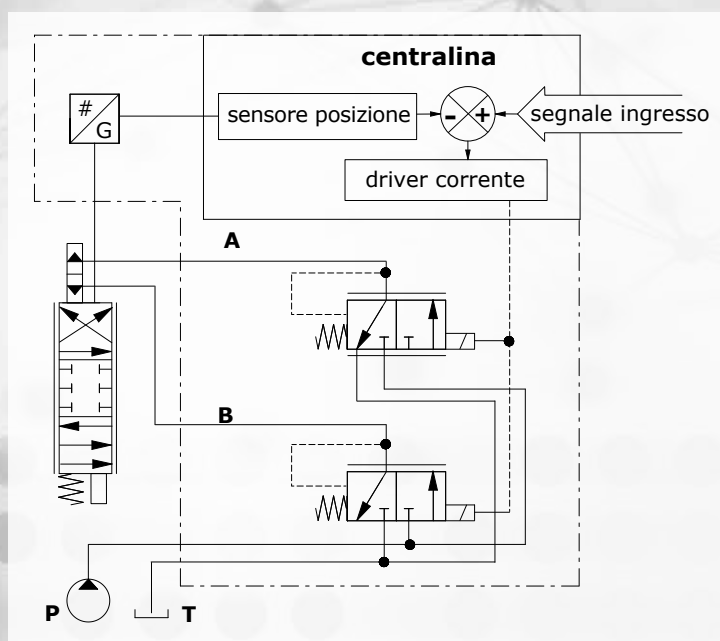 centralina
#
G
sensore posizione
- +
segnale ingresso
driver corrente
A
B
P
T